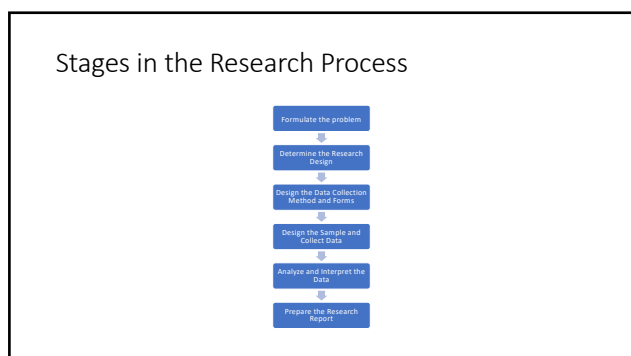 Stages in the Research Process
Formulate the problem
Determine the Research
Design
Design the Data Collection
Method and Forms
Design the Sample and
Collect Data
Analyze and Interpret the
Data
Prepare the Research
Report